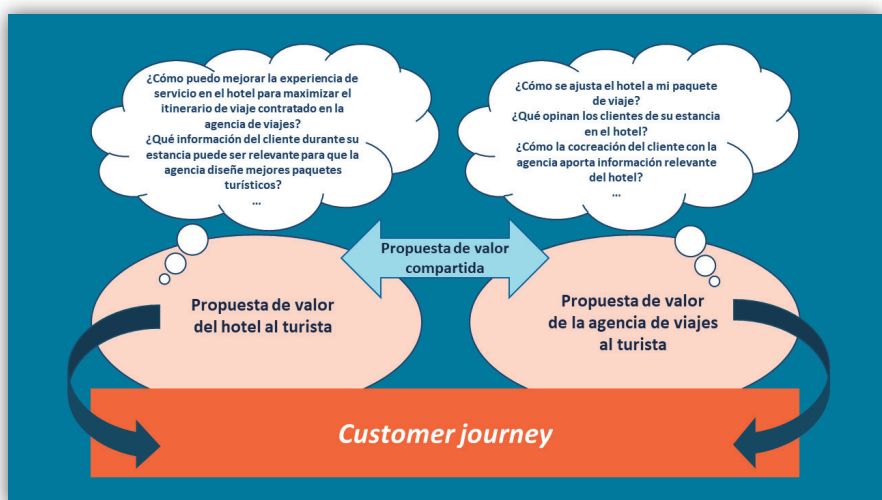 ¿Cómo puedo mejorar la experiencia de
servicio en el hotel para maximizar el
itinerario de viaje contratado en la
agencia de viajes?
¿Qué información del cliente durante su
estancia puede ser relevante para que la
agencia diseñe mejores paquetes
turísticos?
...
¿Cómo se ajusta el hotel a mi paquete
de viaje?
¿Qué opinan los clientes de su estancia
en el hotel?
¿Cómo la cocreación del cliente con la
agencia aporta información relevante
del hotel?
...
Propuesta de valor
compartida
Propuesta de valor
del hotel al turista
Propuesta de valor
de la agencia de viajes
al turista
Customer journey